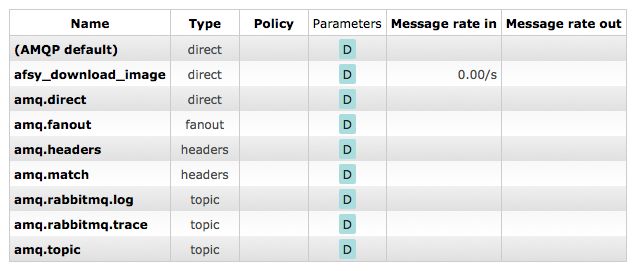 Name Type Policy Parameters Message rate in Message rate out
(AMQP default) direct D
afsy_download_image direct D 0.00/s
amq.direct direct D
amq.fanout fanout D
amq.headers headers D
amq.match headers D
amq.rabbitmq.log topic D
amq.rabbitmq.trace topic D
amq.topic topic D